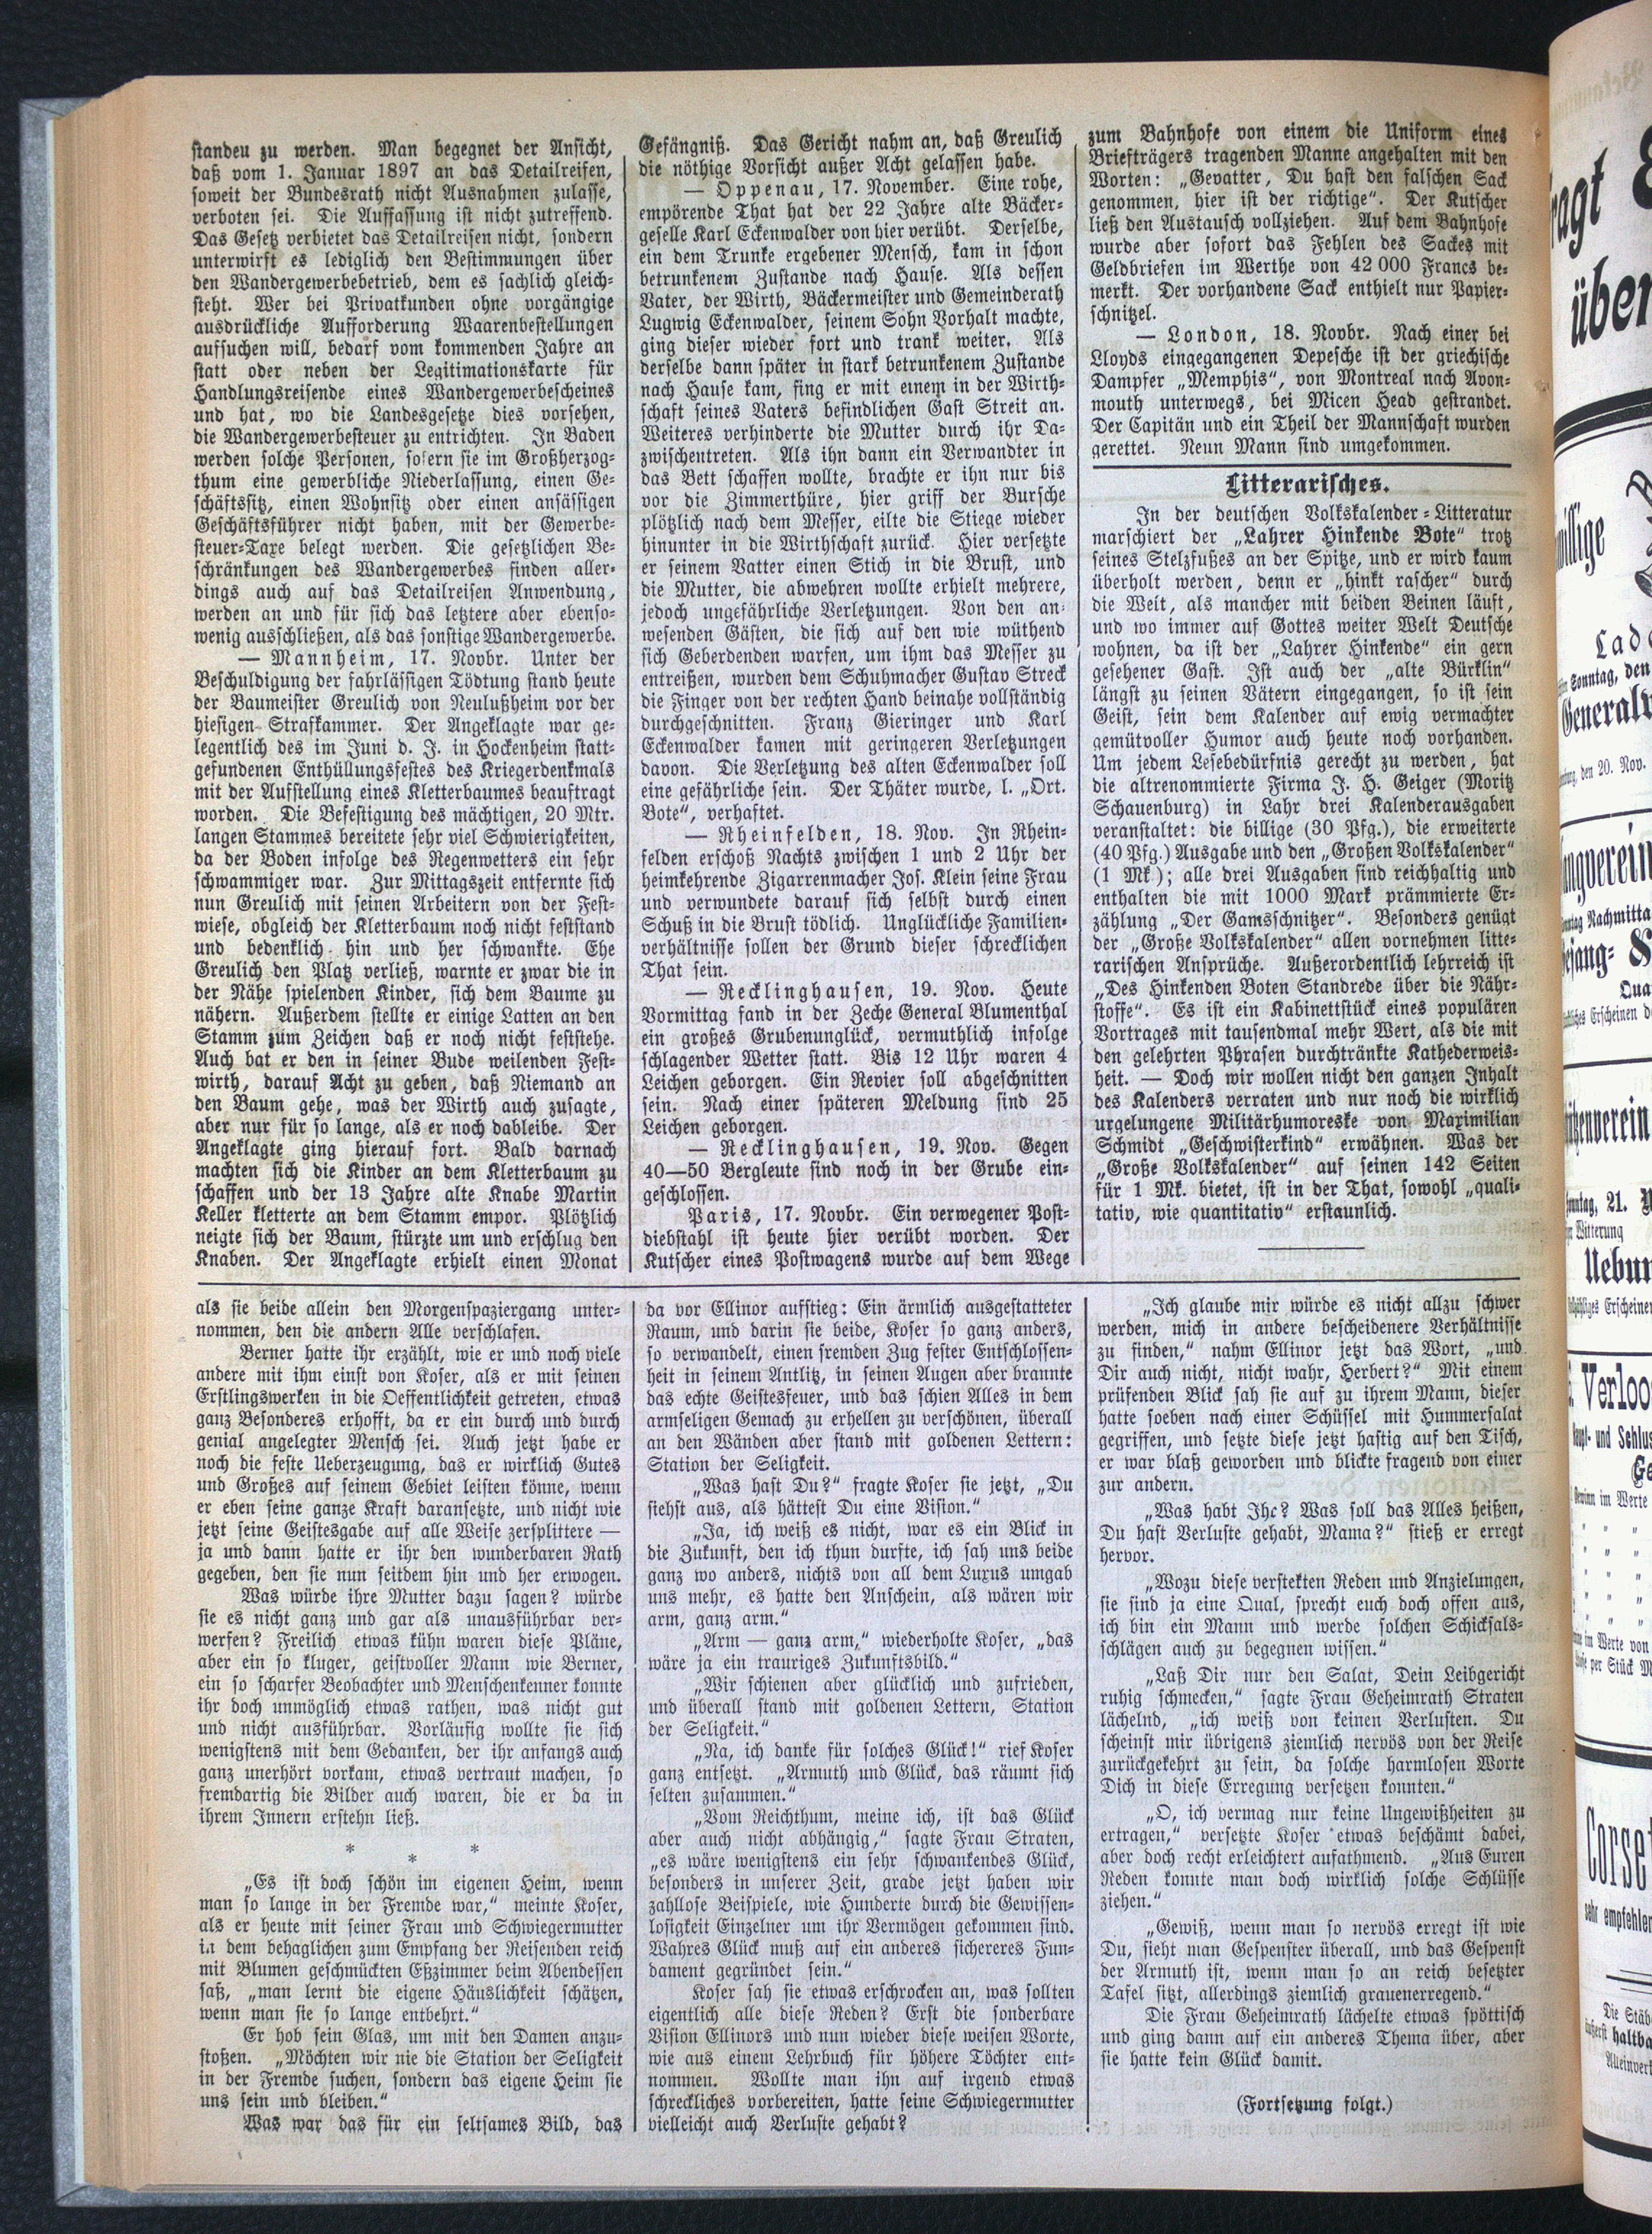 standeu zu werden. Man begegnet der Ansicht,
daß vom 1. Januar 1897 an das Detailreisen,
soweit der Bundesrath nicht Ausnahmen zulasse,
verboten sei. Die Auffassung ist nicht zutreffend.
Das Gesetz verbietet das Detailreisen nicht, sondern
unterwirft es lediglich den Bestimmungen über
den Wandergewerbebetrieb, dem es sachlich gleich-
steht. Wer bei Privatkunden ohne vorgängige
ausdrückliche Aufforderung Waarenbestellungen
aufsuchen will, bedarf vom kommenden Jahre an
statt oder neben der Legitimationskarte für
Handlungsreisende eines Wandergewerbescheines
und hat, wo die Landesgesetze dies vorsehen,
die Wandergewerbesteuer zu entrichten. In Baden
werden solche Personen, sofern sie im Großherzog-
thum eine gewerbliche Niederlassung, einen Ge-
schäftssitz, einen Wohnsitz oder einen ansässigen
Geschäftsführer nicht haben, mit der Gewerbe-
steuer-Taxe belegt werden. Die gesetzlichen Be-
schränkungen des Wandergewerbes finden aller-
dings auch auf das Detailreisen Anwendung,
werden an und für sich das letztere aber ebenso-
wenig ausschließen, als das sonstige Wandergewerbe.
— Mannheim, 17. Novbr. Unter der
Beschuldigung der fahrlässigen Tödtung stand heute
der Baumeister Greulich von Neulußheim vor der
hiesigen Strafkammer. Der Angeklagte war ge-
legentlich des im Juni d. J. in Hockenheim statt-
gefundenen Enthüllungsfestes des Kriegerdenkmals
mit der Aufstellung eines Kletterbaumes beauftragt
worden. Die Befestigung des mächtigen, 20 Mtr.
langen Stammes bereitete sehr viel Schwierigkeiten,
da der Boden infolge des Regenwetters ein sehr
schwammiger war. Zur Mittagszeit entfernte sich
nun Greulich mit seinen Arbeitern von der Fest-
wiese, obgleich der Kletterbaum noch nicht feststand
und bedenklich hin und her schwankte. Ehe
Greulich den Platz verließ, warnte er zwar die in
der Nähe spielenden Kinder, sich dem Baume zu
nähern. Außerdem stellte er einige Latten an den
Stamm zum Zeichen daß er noch nicht feststehe.
Auch bat er den in seiner Bude weilenden Fest-
wirth, darauf Acht zu geben, daß Niemand an
den Baum gehe, was der Wirth auch zusagte,
aber nur für so lange, als er noch dableibe. Der
Angeklagte ging hierauf fort. Bald darnach
machten sich die Kinder an dem Kletterbaum zu
schaffen und der 13 Jahre alte Knabe Martin
Keller kletterte an dem Stamm empor. Plötzlich
neigte sich der Baum, stürzte um und erschlug den
Knaben. Der Angeklagte erhielt einen Monat
Gefängniß. Das Gericht nahm an, daß Greulich
die nöthige Vorsicht außer Acht gelassen habe.
— Oppenau, 17. November. Eine rohe,
empörende That hat der 22 Jahre alte Bäcker-
geselle Karl Eckenwalder von hier verübt. Derselbe,
ein dem Trunke ergebener Mensch, kam in schon
betrunkenem Zustande nach Hause. Als dessen
Vater, der Wirth, Bäckermeister und Gemeinderath
Lugwig Eckenwalder, seinem Sohn Vorhalt machte,
ging dieser wieder fort und trank weiter. Als
derselbe dann später in stark betrunkenem Zustande
nach Hause kam, fing er mit einem in der Wirth-
schaft seines Vaters befindlichen Gast Streit an.
Weiteres verhinderte die Mutter durch ihr Da-
zwischentreten. Als ihn dann ein Verwandter in
das Bett schaffen wollte, brachte er ihn nur bis
vor die Zimmerthüre, hier griff der Bursche
plötzlich nach dem Messer, eilte die Stiege wieder
hinunter in die Wirthschaft zurück. Hier versetzte
er seinem Vatter einen Stich in die Brust, und
die Mutter, die abwehren wollte erhielt mehrere,
jedoch ungefährliche Verletzungen. Von den an-
wesenden Gästen, die sich auf den wie wüthend
sich Geberdenden warfen, um ihm das Messer zu
entreißen, wurden dem Schuhmacher Gustav Streck
die Finger von der rechten Hand beinahe vollständig
durchgeschnitten. Franz Gieringer und Karl
Eckenwalder kamen mit geringeren Verletzungen
davon. Die Verletzung des alten Eckenwalder soll
eine gefährliche sein. Der Thäter wurde, l. „Ort.
Bote“, verhaftet.
— Rheinfelden, 18. Nov. In Rhein-
felden erschoß Nachts zwischen 1 und 2 Uhr der
heimkehrende Zigarrenmacher Jos. Klein seine Frau
und verwundete darauf sich selbst durch einen
Schuß in die Brust tödlich. Unglückliche Familien-
verhältnisse sollen der Grund dieser schrecklichen
That sein.
— Recklinghausen, 19. Nov. Heute
Vormittag fand in der Zeche General Blumenthal
ein großes Grubenunglück, vermuthlich infolge
schlagender Wetter statt. Bis 12 Uhr waren 4
Leichen geborgen. Ein Revier soll abgeschnitten
sein. Nach einer späteren Meldung sind 25
Leichen geborgen.
— Recklinghausen, 19. Nov. Gegen
40—50 Bergleute sind noch in der Grube ein-
geschlossen.
Paris, 17. Novbr. Ein verwegener Post-
diebstahl ist heute hier verübt worden. Der
Kutscher eines Postwagens wurde auf dem Wege
zum Bahnhofe von einem die Uniform eines
Briefträgers tragenden Manne angehalten mit den
Worten: „Gevatter, Du hast den falschen Sack
genommen, hier ist der richtige“. Der Kutscher
ließ den Austausch vollziehen. Auf dem Bahnhofe
wurde aber sofort das Fehlen des Sackes mit
Geldbriefen im Werthe von 42 000 Francs be-
merkt. Der vorhandene Sack enthielt nur Papier-
schnitzel.
— London, 18. Novbr. Nach einer bei
Lloyds eingegangenen Depesche ist der griechische
Dampfer „Memphis“, von Montreal nach Avon-
mouth unterwegs, bei Micen Head gestrandet.
Der Capitän und ein Theil der Mannschaft wurden
gerettet. Neun Mann sind umgekommen.
Litterarisches.
In der deutschen Volkskalender-Litteratur
marschiert der „Lahrer Hinkende Bote“ trotz
seines Stelzfußes an der Spitze, und er wird kaum
überholt werden, denn er „hinkt rascher“ durch
die Welt, als mancher mit beiden Beinen läuft,
und wo immer auf Gottes weiter Welt Deutsche
wohnen, da ist der „Lahrer Hinkende“ ein gern
gesehener Gast. Ist auch der „alte Bürklin“
längst zu seinen Vätern eingegangen, so ist sein
Geist, sein dem Kalender auf ewig vermachter
gemütvoller Humor auch heute noch vorhanden.
Um jedem Lesebedürfnis gerecht zu werden, hat
die altrenommierte Firma J. H. Geiger (Moritz
Schauenburg) in Lahr drei Kalenderausgaben
veranstaltet: die billige (30 Pfg.), die erweiterte
(40 Pfg.) Ausgabe und den „Großen Volkskalender“
(1 Mk.); alle drei Ausgaben sind reichhaltig und
enthalten die mit 1000 Mark prämmierte Er-
zählung „Der Gamsschnitzer“. Besonders genügt
der „Große Volkskalender“ allen vornehmen litte-
rarischen Ansprüche. Außerordentlich lehrreich ist
„Des Hinkenden Boten Standrede über die Nähr-
stoffe“. Es ist ein Kabinettstück eines populären
Vortrages mit tausendmal mehr Wert, als die mit
den gelehrten Phrasen durchtränkte Kathederweis-
heit. — Doch wir wollen nicht den ganzen Inhalt
des Kalenders verraten und nur noch die wirklich
urgelungene Militärhumoreske von Maximilian
Schmidt „Geschwisterkind“ erwähnen. Was der
„Große Volkskalender“ auf seinen 142 Seiten
für 1 Mk. bietet, ist in der That, sowohl „quali-
tativ, wie quantitativ“ erstaunlich.
als sie beide allein den Morgenspaziergang unter-
nommen, den die andern Alle verschlafen.
Berner hatte ihr erzählt, wie er und noch viele
andere mit ihm einst von Koser, als er mit seinen
Erstlingswerken in die Oeffentlichkeit getreten, etwas
ganz Besonderes erhofft, da er ein durch und durch
genial angelegter Mensch sei. Auch jetzt habe er
noch die feste Ueberzeugung, das er wirklich Gutes
und Großes auf seinem Gebiet leisten könne, wenn
er eben seine ganze Kraft daransetzte, und nicht wie
jetzt seine Geistesgabe auf alle Weise zersplittere —
ja und dann hatte er ihr den wunderbaren Rath
gegeben, den sie nun seitdem hin und her erwogen.
Was würde ihre Mutter dazu sagen? würde
sie es nicht ganz und gar als unausführbar ver-
werfen? Freilich etwas kühn waren diese Pläne,
aber ein so kluger, geistvoller Mann wie Berner,
ein so scharfer Beobachter und Menschenkenner konnte
ihr doch unmöglich etwas rathen, was nicht gut
und nicht ausführbar. Vorläufig wollte sie sich
wenigstens mit dem Gedanken, der ihr anfangs auch
ganz unerhört vorkam, etwas vertraut machen, so
fremdartig die Bilder auch waren, die er da in
ihrem Innern erstehn ließ.
* * *
„Es ist doch schön im eigenen Heim, wenn
man so lange in der Fremde war,“ meinte Koser,
als er heute mit seiner Frau und Schwiegermutter
in dem behaglichen zum Empfang der Reisenden reich
mit Blumen geschmückten Eßzimmer beim Abendessen
saß, „man lernt die eigene Häuslichkeit schätzen,
wenn man sie so lange entbehrt.“
Er hob sein Glas, um mit den Damen anzu-
stoßen. „Möchten wir nie die Station der Seligkeit
in der Fremde suchen, sondern das eigene Heim sie
uns sein und bleiben.“
Was war das für ein seltsames Bild, das
da vor Ellinor aufstieg: Ein ärmlich ausgestatteter
Raum, und darin sie beide, Koser so ganz anders,
so verwandelt, einen fremden Zug fester Entschlossen-
heit in seinem Antlitz, in seinen Augen aber brannte
das echte Geistesfeuer, und das schien Alles in dem
armseligen Gemach zu erhellen zu verschönen, überall
an den Wänden aber stand mit goldenen Lettern:
Station der Seligkeit.
„Was hast Du?“ fragte Koser sie jetzt, „Du
siehst aus, als hättest Du eine Vision.“
„Ja, ich weiß es nicht, war es ein Blick in
die Zukunft, den ich thun durfte, ich sah uns beide
ganz wo anders, nichts von all dem Luxus umgab
uns mehr, es hatte den Anschein, als wären wir
arm, ganz arm.“
„Arm — ganz arm,“ wiederholte Koser, „das
wäre ja ein trauriges Zukunftsbild.“
„Wir schienen aber glücklich und zufrieden,
und überall stand mit goldenen Lettern, Station
der Seligkeit.“
„Na, ich danke für solches Glück!“ rief Koser
ganz entsetzt. „Armuth und Glück, das räumt sich
selten zusammen.“
„Vom Reichthum, meine ich, ist das Glück
aber auch nicht abhängig,“ sagte Frau Straten,
„es wäre wenigstens ein sehr schwankendes Glück,
besonders in unserer Zeit, grade jetzt haben wir
zahllose Beispiele, wie Hunderte durch die Gewissen-
losigkeit Einzelner um ihr Vermögen gekommen sind.
Wahres Glück muß auf ein anderes sichereres Fun-
dament gegründet sein.“
Koser sah sie etwas erschrocken an, was sollten
eigentlich alle diese Reden? Erst die sonderbare
Vision Ellinors und nun wieder diese weisen Worte,
wie aus einem Lehrbuch für höhere Töchter ent-
nommen. Wollte man ihn auf irgend etwas
schreckliches vorbereiten, hatte seine Schwiegermutter
vielleicht auch Verluste gehabt?
„Ich glaube mir würde es nicht allzu schwer
werden, mich in andere bescheidenere Verhältnisse
zu finden,“ nahm Ellinor jetzt das Wort, „und
Dir auch nicht, nicht wahr, Herbert?“ Mit einem
prüfenden Blick sah sie auf zu ihrem Mann, dieser
hatte soeben nach einer Schüssel mit Hummersalat
gegriffen, und setzte diese jetzt hastig auf den Tisch,
er war blaß geworden und blickte fragend von einer
zur andern.
„Was habt Ihr? Was soll das Alles heißen,
Du hast Verluste gehabt, Mama?“ stieß er erregt
hervor.
„Wozu diese verstekten Reden und Anzielungen,
sie sind ja eine Qual, sprecht euch doch offen aus,
ich bin ein Mann und werde solchen Schicksals-
schlägen auch zu begegnen wissen.“
„Laß Dir nur den Salat, Dein Leibgericht
ruhig schmecken,“ sagte Frau Geheimrath Straten
lächelnd, „ich weiß von keinen Verlusten. Du
scheinst mir übrigens ziemlich nervös von der Reise
zurückgekehrt zu sein, da solche harmlosen Worte
Dich in diese Erregung versetzen konnten.“
„O, ich vermag nur keine Ungewißheiten zu
ertragen,“ versetzte Koser etwas beschämt dabei,
aber doch recht erleichtert aufathmend. „Aus Euren
Reden konnte man doch wirklich solche Schlüsse
ziehen.“
„Gewiß, wenn man so nervös erregt ist wie
Du, sieht man Gespenster überall, und das Gespenst
der Armuth ist, wenn man so an reich besetzter
Tafel sitzt, allerdings ziemlich grauenerregend.“
Die Frau Geheimrath lächelte etwas spöttisch
und ging dann auf ein anderes Thema über, aber
sie hatte kein Glück damit.
(Fortsetzung folgt.)
über
Sonntag, den
den 20. Nov.
Sonntag, 21.
Witterung
und Schluß
Gewinn im Werte
im Werte von
per Stück
sehr empfehlen
Die